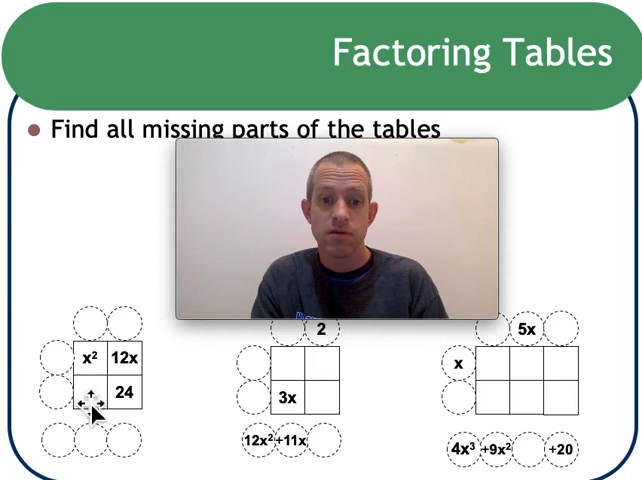 Factoring Tables
Find all missing parts of the tables
2
5x
x² 12x
x
24
3x
12x² +11x
4x³ +9x² +20